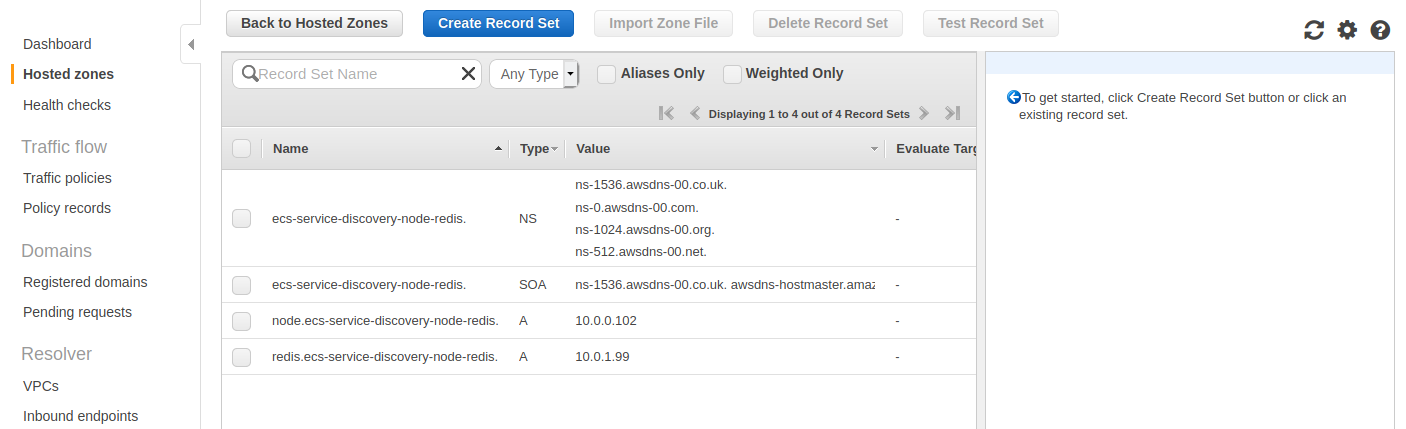 Back to Hosted Zones
Create Record Set
Import Zone File
Delete Record Set
Test Record Set
Dashboard
Hosted zones
Health checks
Traffic flow
Traffic policies
Policy records
Domains
Registered domains
Pending requests
Resolver
VPCs
Inbound endpoints
Record Set Name
Any Type
Aliases Only
Weighted Only
Displaying 1 to 4 out of 4 Record Sets
Name Type Value Evaluate Targ
ns-1536.awsdns-00.co.uk.
ns-0.awsdns-00.com.
ecs-service-discovery-node-redis. NS -
ns-1024.awsdns-00.org.
ns-512.awsdns-00.net.
ecs-service-discovery-node-redis. SOA ns-1536.awsdns-00.co.uk. awsdns-hostmaster.amaz -
node.ecs-service-discovery-node-redis. A 10.0.0.102 -
redis.ecs-service-discovery-node-redis. A 10.0.1.99 -
To get started, click Create Record Set button or click an
existing record set.